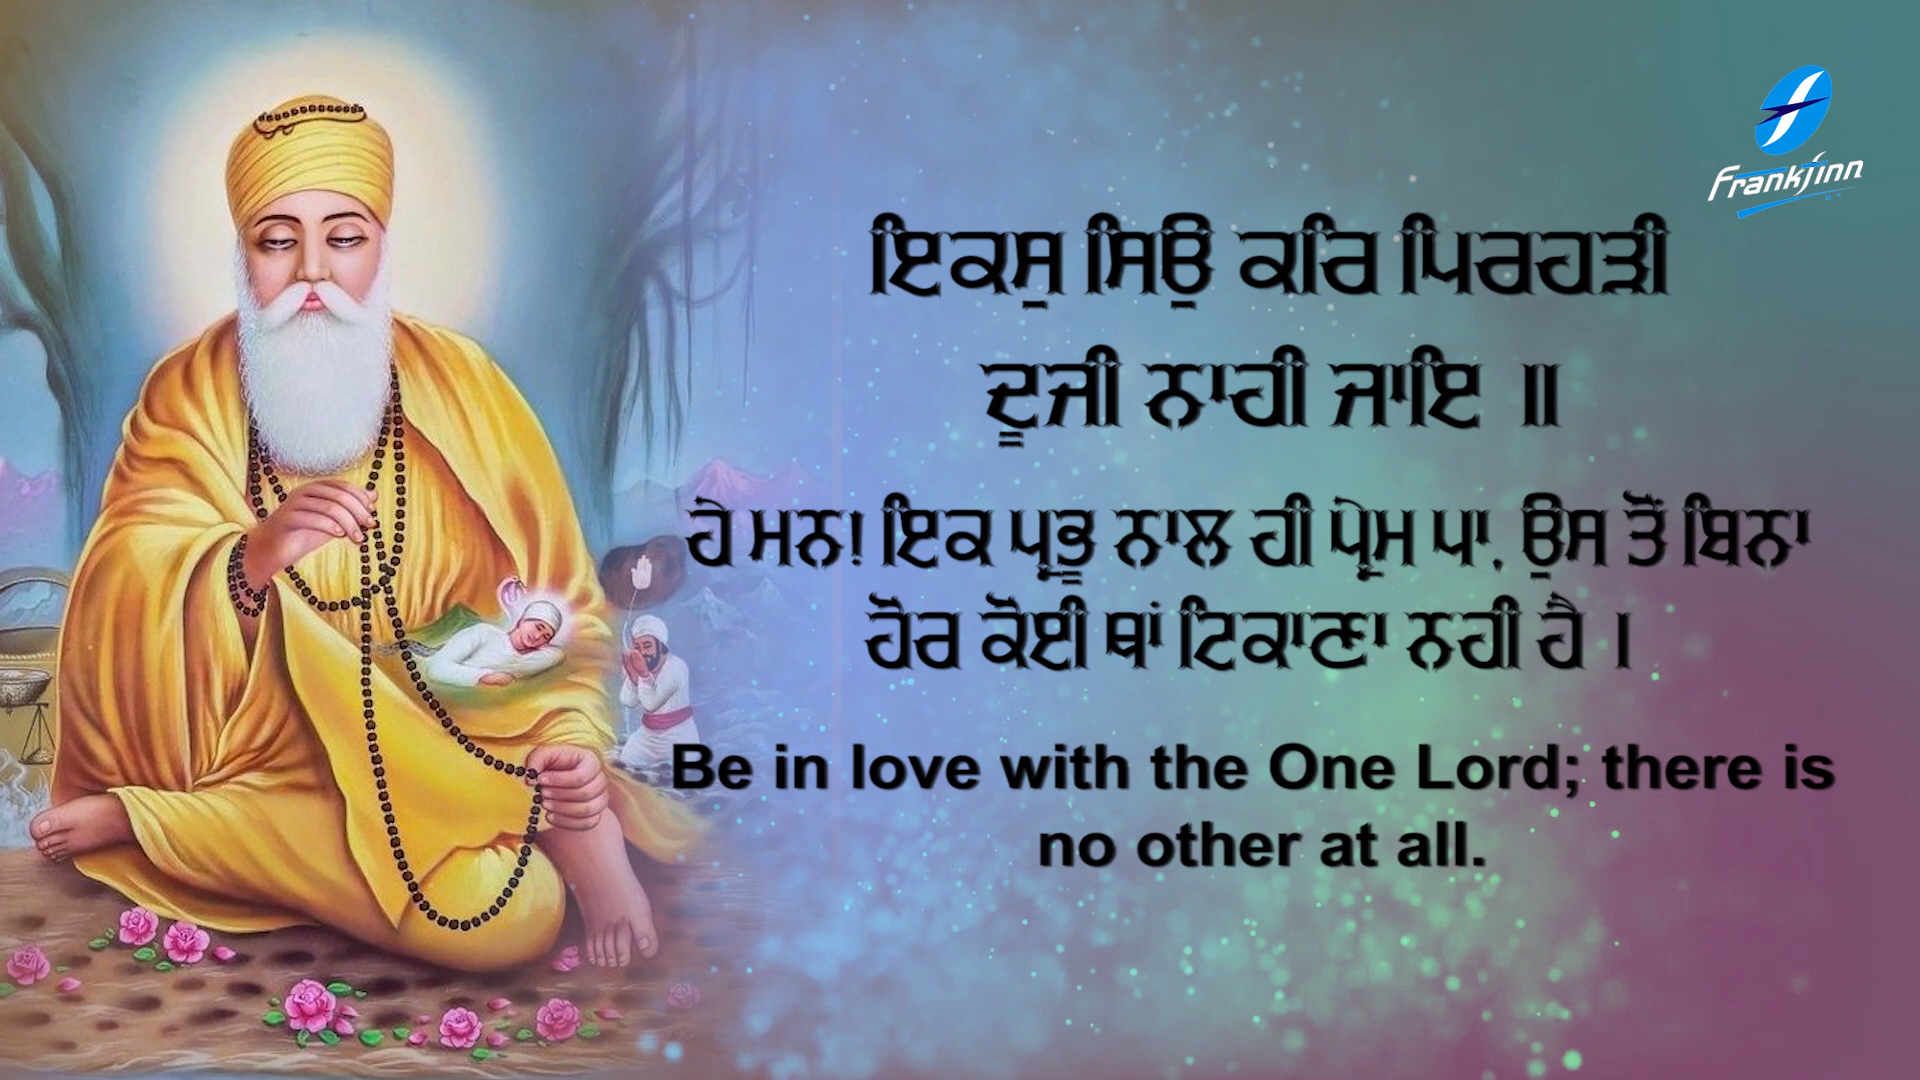 Frankfinn
ਇਕਸੁ ਸਿਉ ਕਰਿ ਪਿਰਹੜੀ
ਦੂਜੀ ਨਾਹੀ ਜਾਇ ॥
ਹੇ ਮਨ! ਇਕ ਪ੍ਰਭੂ ਨਾਲ ਹੀ ਪ੍ਰੇਮ ਪਾ, ਉਸ ਤੋਂ ਬਿਨਾ
ਹੋਰ ਕੋਈ ਥਾਂ ਟਿਕਾਣਾ ਨਹੀ ਹੈ ।
Be in love with the One Lord; there is
no other at all.